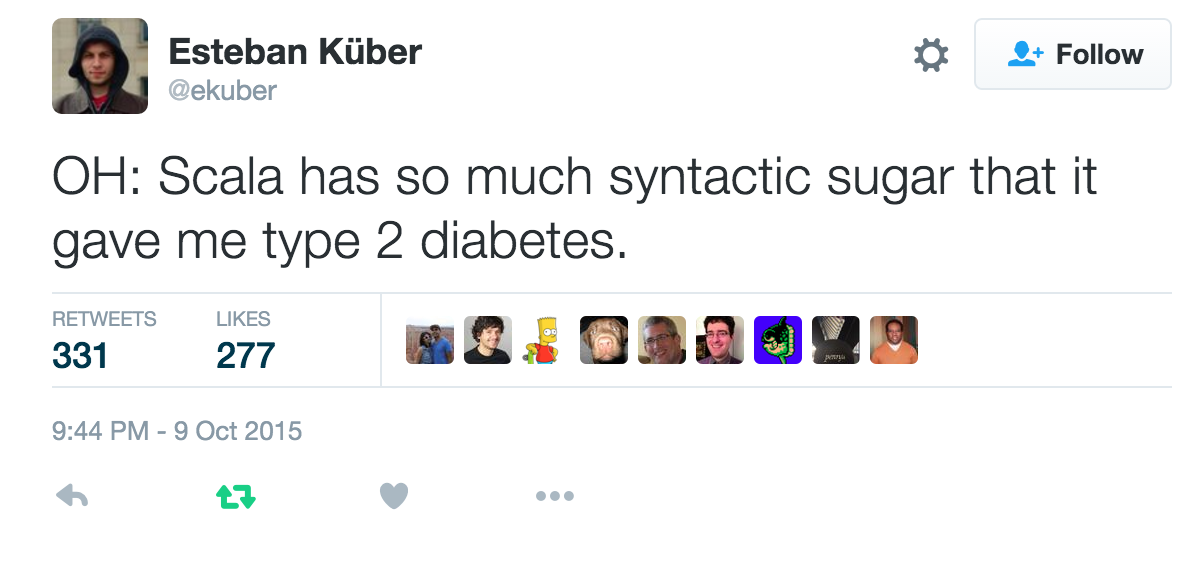 Esteban Küber
@ekuber
Follow
OH: Scala has so much syntactic sugar that it
gave me type 2 diabetes.
RETWEETS
331
LIKES
277
9:44 PM - 9 Oct 2015